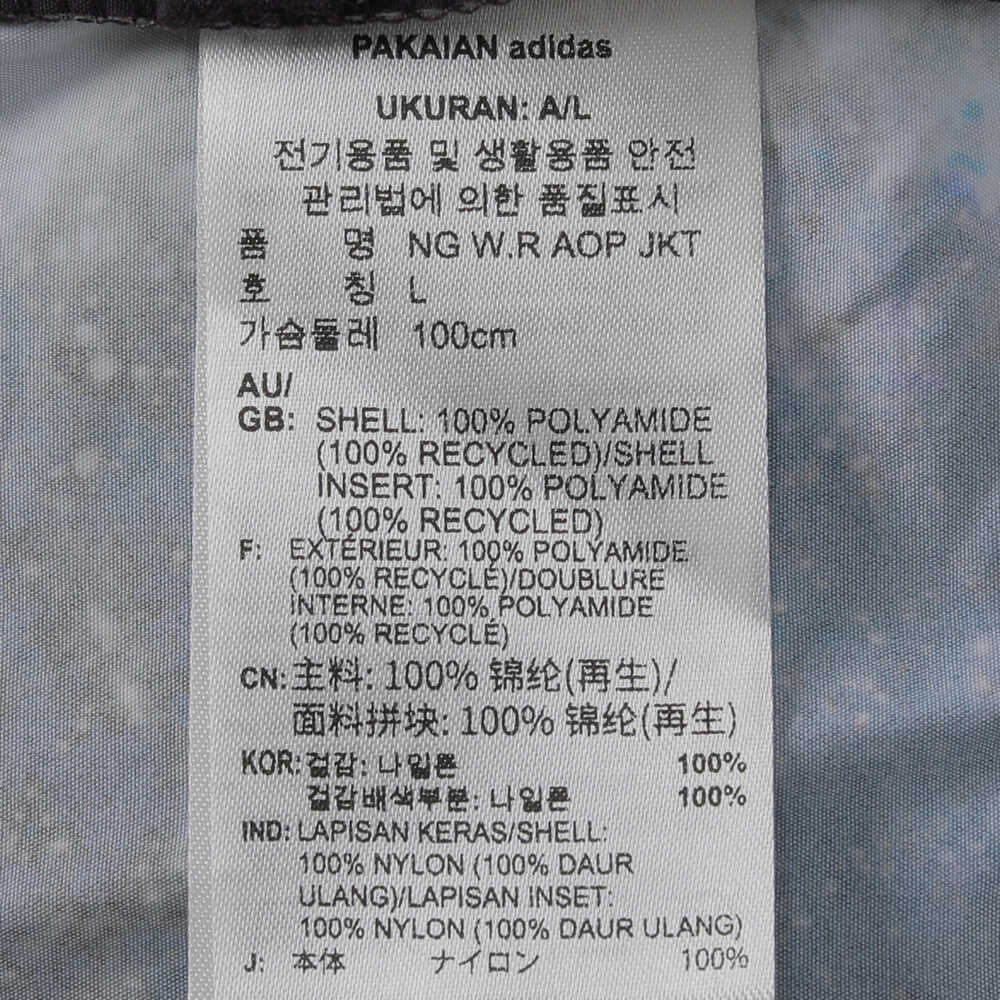 PAKAIAN adidas
UKURAN: A/L
전기용품 및 생활용품 안전
관리법에 의한 품질표시
품 명 NG W.R AOP JKT
호 칭 L
가슴둘레 100cm
AU/
GB: SHELL: 100% POLYAMIDE
(100% RECYCLED)/SHELL
INSERT: 100% POLYAMIDE
(100% RECYCLED)
F: EXTÉRIEUR: 100% POLYAMIDE
(100% RECYCLÉ)/DOUBLURE
INTERNE: 100% POLYAMIDE
(100% RECYCLÉ)
CN: 主料: 100% 锦纶(再生)/
面料拼块: 100% 锦纶(再生)
KOR: 겉감: 나일론 100%
겉감배색부분: 나일론 100%
IND: LAPISAN KERAS/SHELL:
100% NYLON (100% DAUR
ULANG)/LAPISAN INSET:
100% NYLON (100% DAUR ULANG)
J: 本体 ナイロン 100%